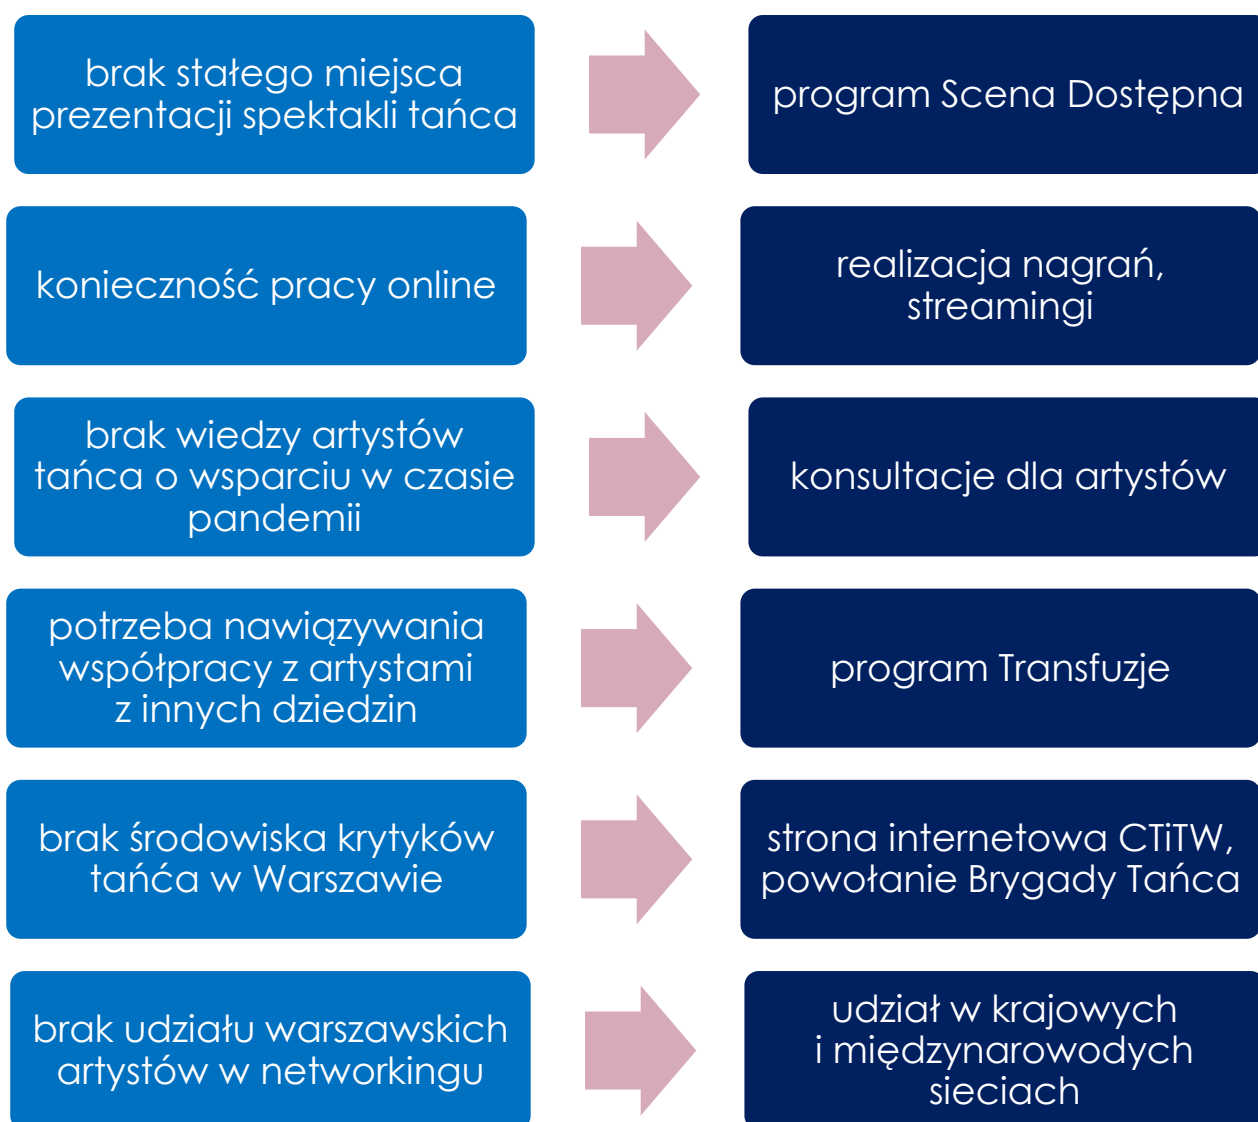 brak stałego miejsca
prezentacji spektakli tańca
program Scena Dostępna
konieczność pracy online
realizacja nagrań,
streamingi
brak wiedzy artystów
tańca o wsparciu w czasie
pandemii
konsultacje dla artystów
potrzeba nawiązywania
współpracy z artystami
z innych dziedzin
program Transfuzje
brak środowiska krytyków
tańća w Warszawie
strona internetowa CTiTW,
powołanie Brygady Tańca
brak udziału warszawskich
artystów w networkingu
udział w krajowych
i międzynarowodych
sieciach